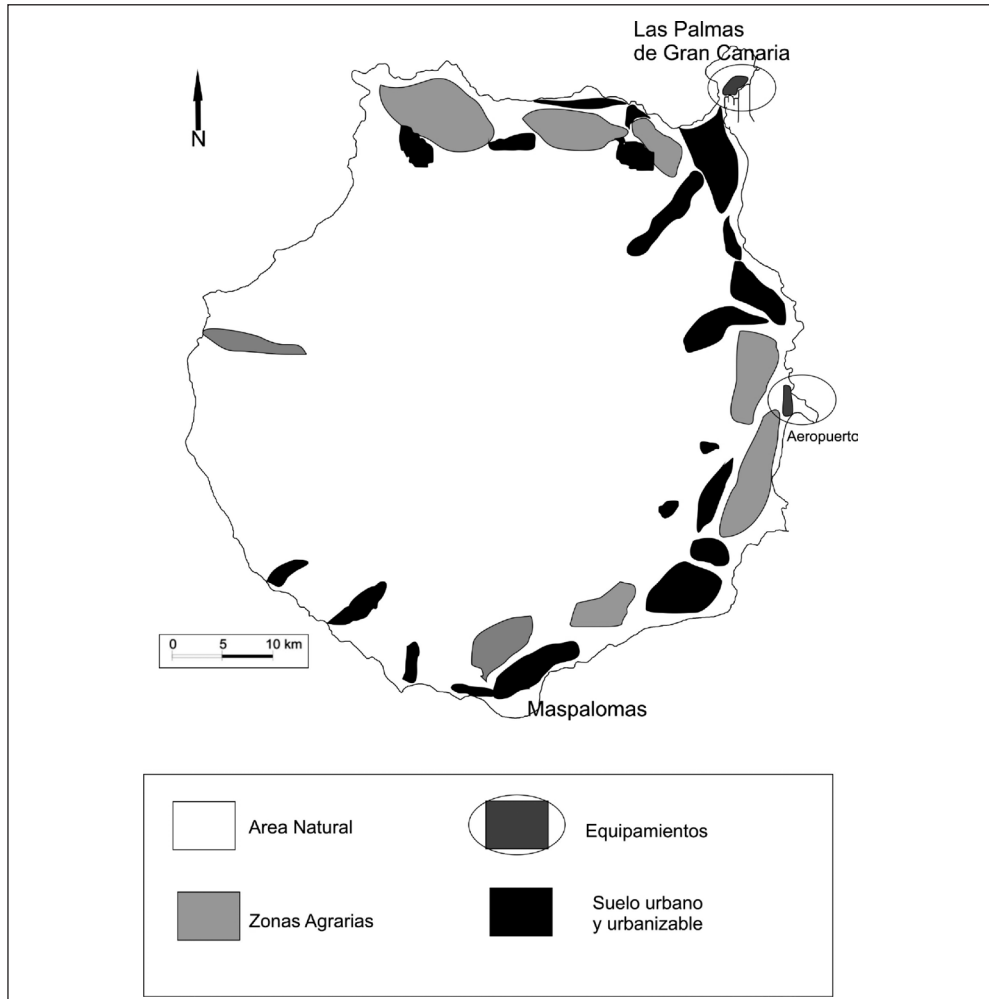 Las Palmas
de Gran Canaria
N
Aeropuerto
0 5 10 km
Maspalomas
Area Natural
Equipamientos
Zonas Agrarias
Suelo urbano
y urbanizable